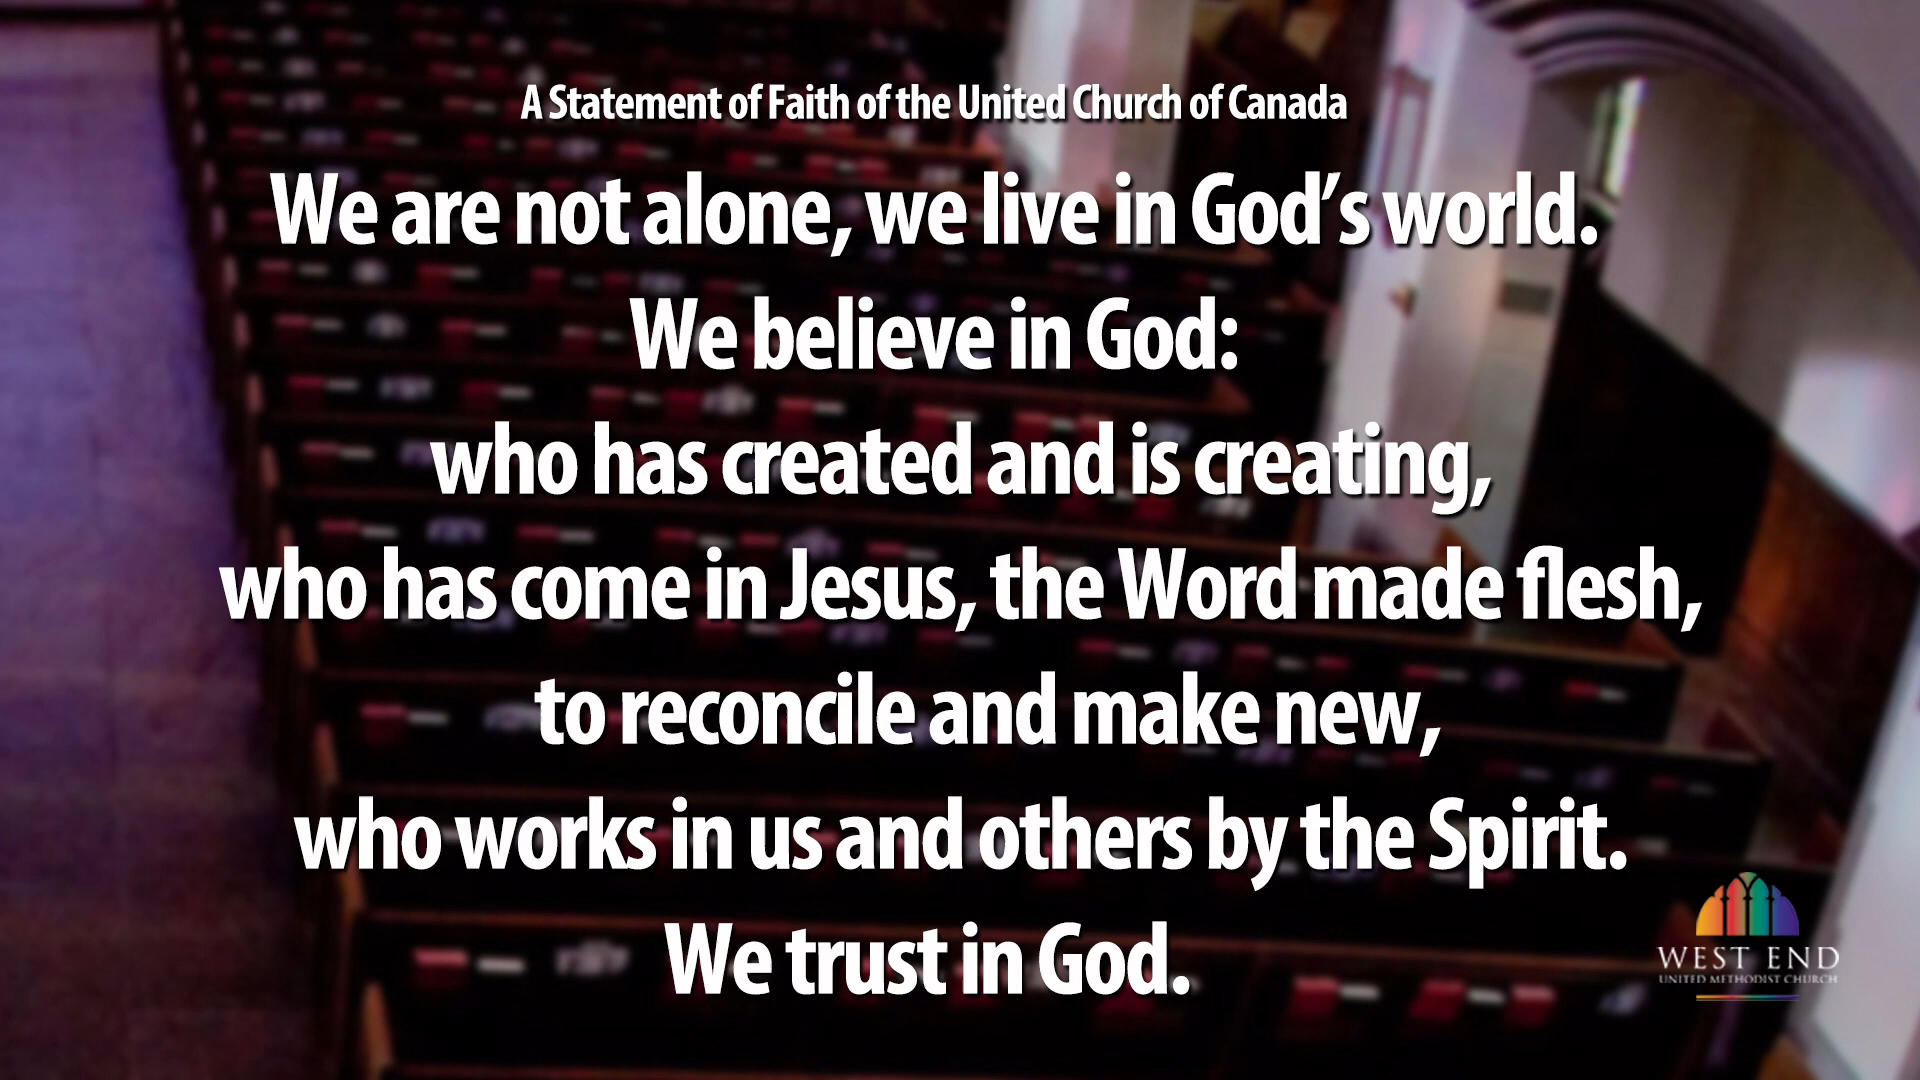 A Statement of Faith of the United Church of Canada
We are not alone, we live in God’s world.
We believe in God:
who has created and is creating,
who has come in Jesus, the Word made flesh,
to reconcile and make new,
who works in us and others by the Spirit.
We trust in God.
WEST END
UNITED METHODIST CHURCH